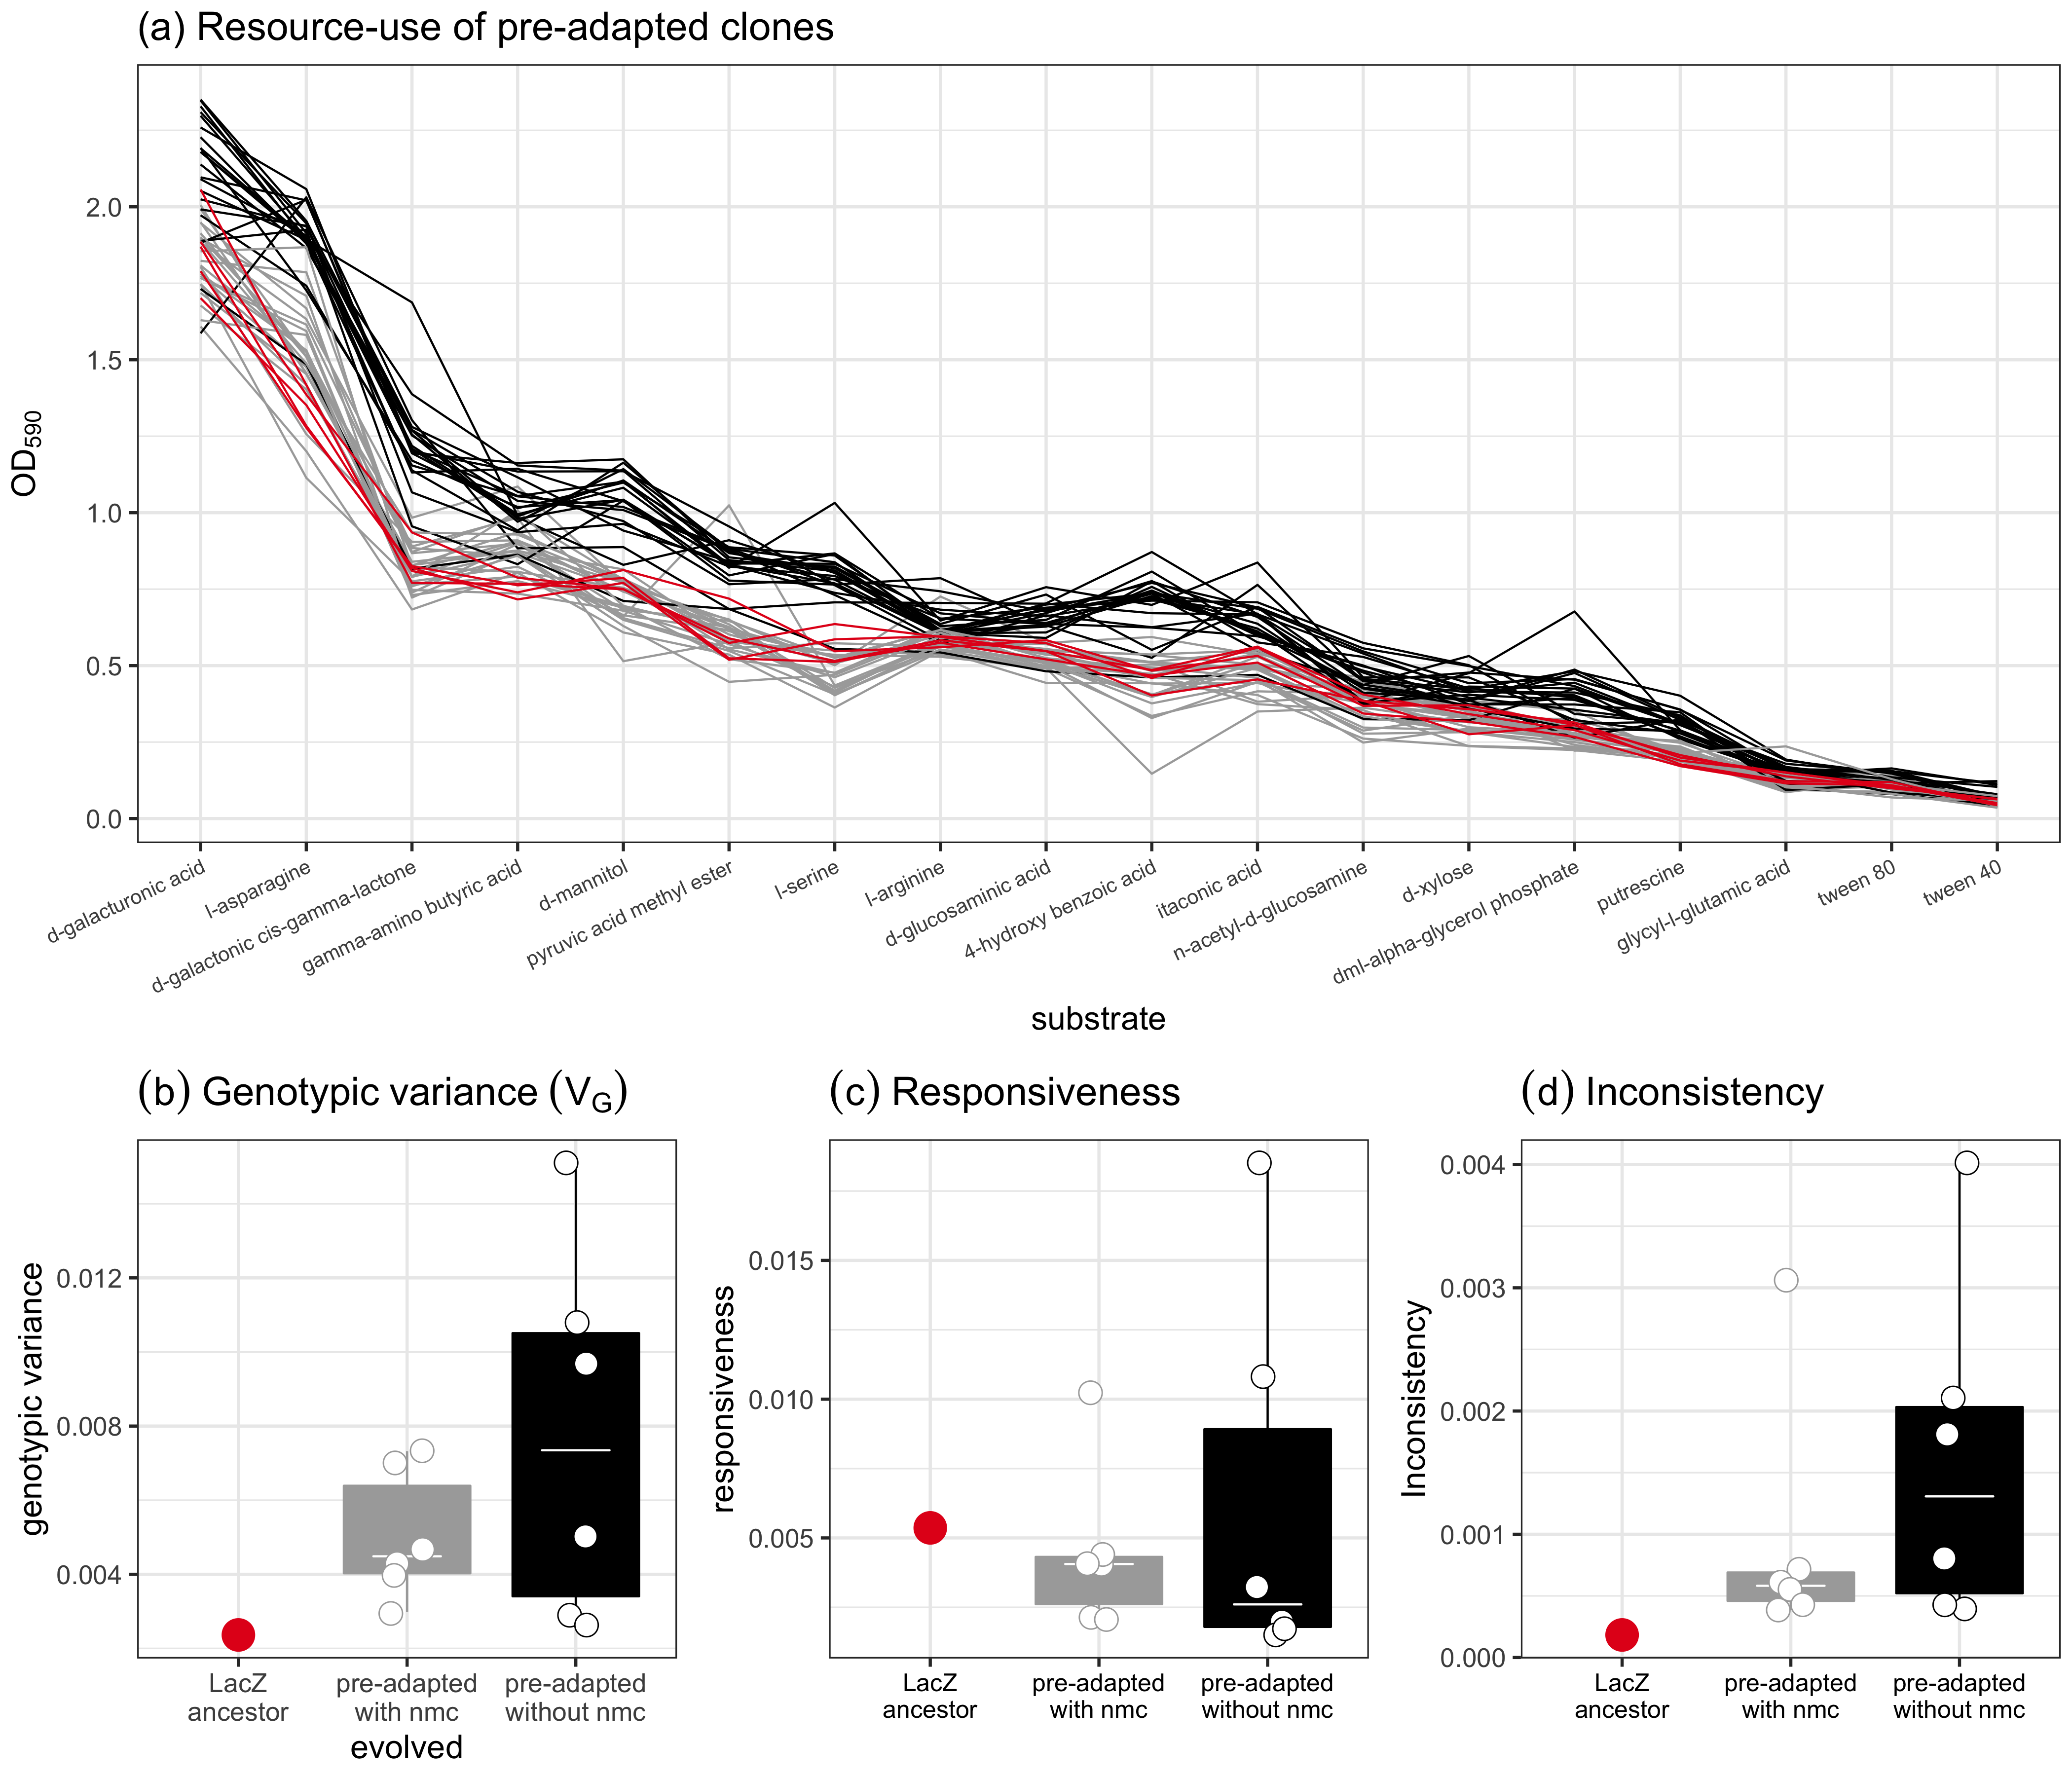 (a) Resource-use of pre-adapted clones
OD590
2.0
1.5
1.0
0.5
0.0
d-galacturonic acid
l-asparagine
d-galactonic cis-gamma-lactone
gamma-amino butyric acid
d-mannitol
pyruvic acid methyl ester
l-serine
l-arginine
d-glucosaminic acid
4-hydroxy benzoic acid
itaconic acid
n-acetyl-d-glucosamine
d-xylose
dml-alpha-glycerol phosphate
putrescine
glycyl-l-glutamic acid
tween 80
tween 40
substrate
(b) Genotypic variance (VG)
genotypic variance
0.012
0.008
0.004
LacZ
ancestor
pre-adapted
with nmc
pre-adapted
without nmc
evolved
(c) Responsiveness
responsiveness
0.015
0.010
0.005
LacZ
ancestor
pre-adapted
with nmc
pre-adapted
without nmc
(d) Inconsistency
Inconsistency
0.004
0.003
0.002
0.001
0.000
LacZ
ancestor
pre-adapted
with nmc
pre-adapted
without nmc